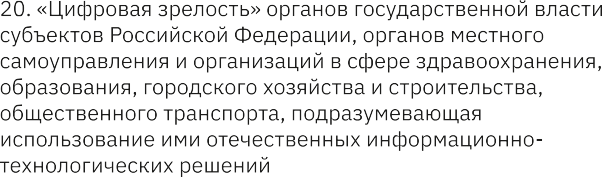 20. «Цифровая зрелость» органов государственной власти
субъектов Российской Федерации, органов местного
самоуправления и организаций в сфере здравоохранения,
образования, городского хозяйства и строительства,
общественного транспорта, подразумевающая
использование ими отечественных информационно-
технологических решений